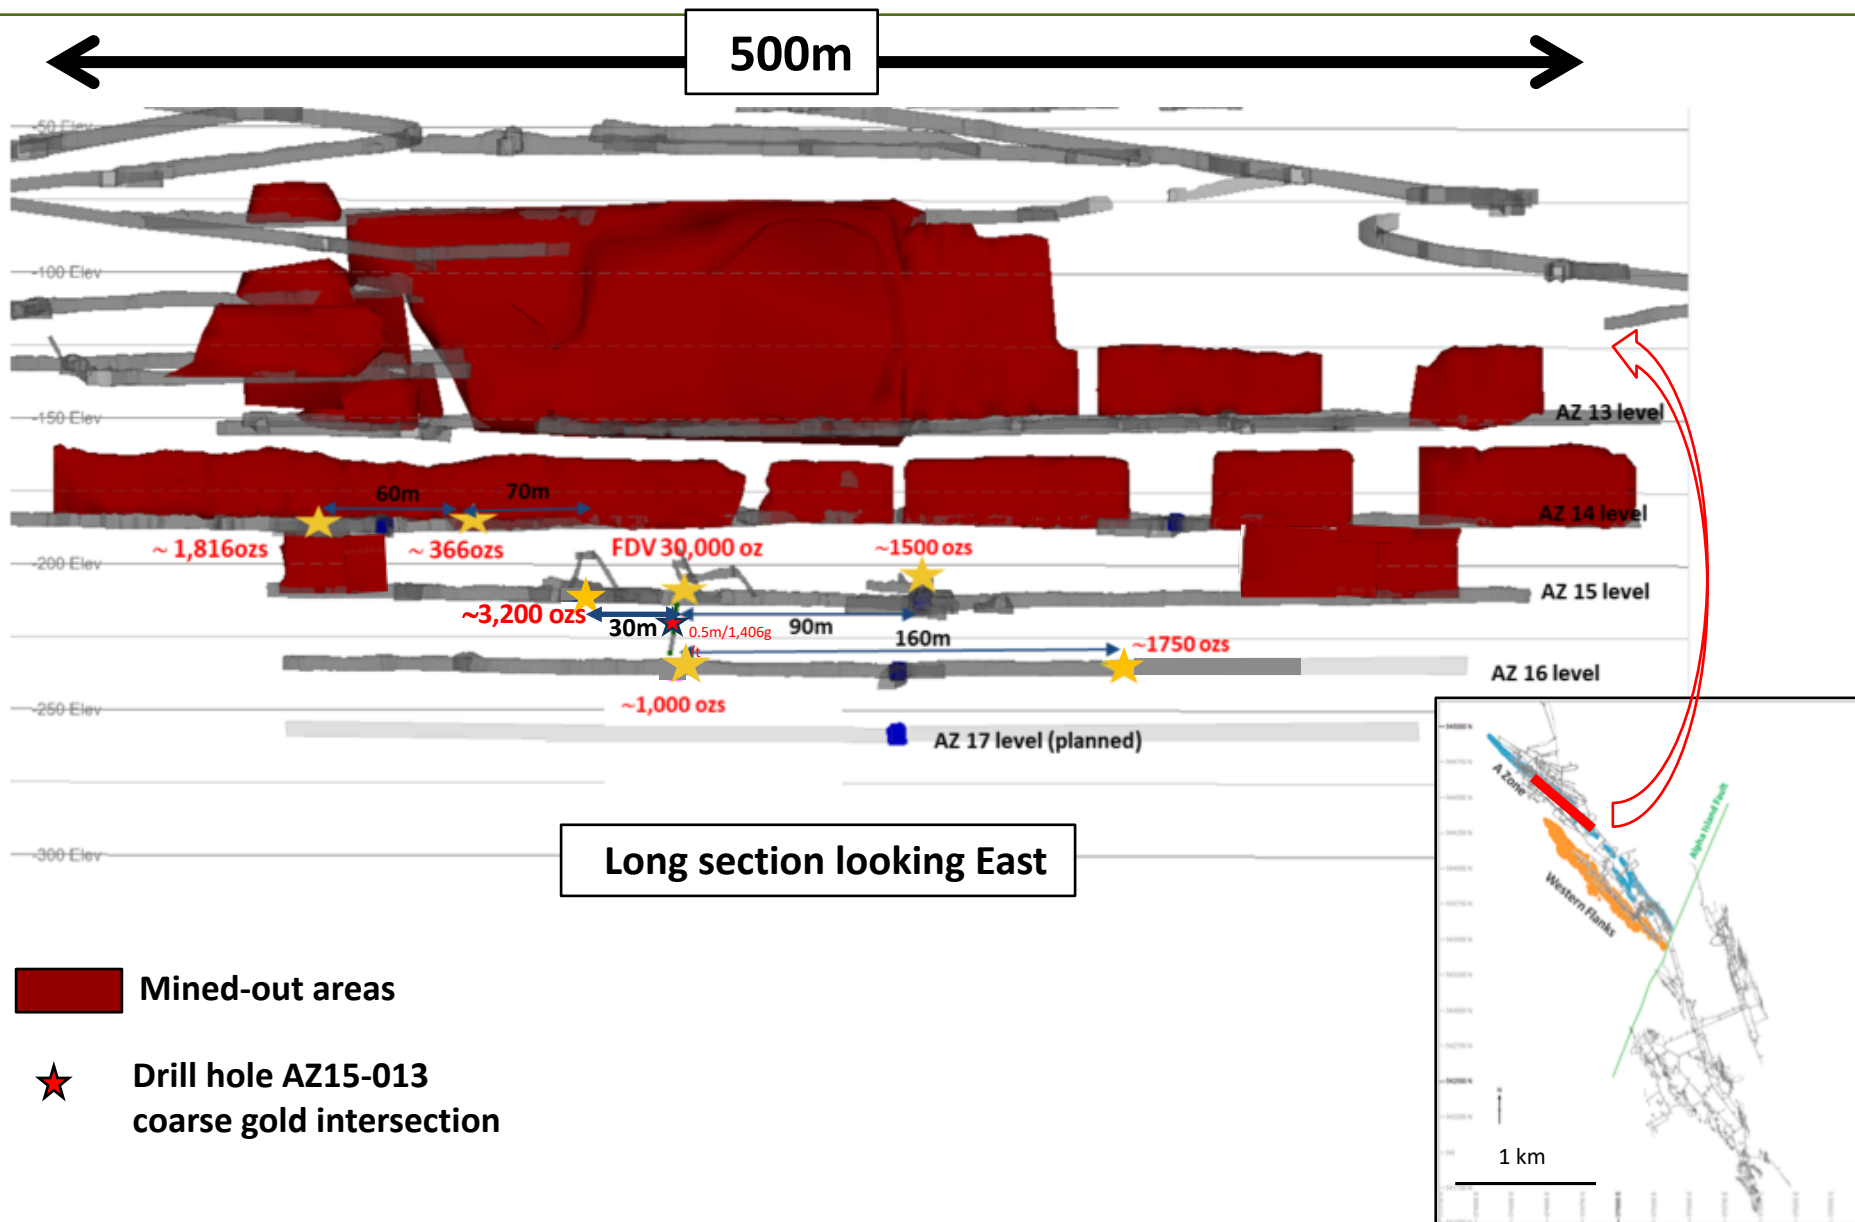 500m
-50 Elev
-100 Elev
-150 Elev
AZ 13 level
60m
70m
AZ 14 level
~ 1,816ozs
~ 366ozs
FDV 30,000 oz
~1500 ozs
-200 Elev
AZ 15 level
~3,200 ozs
30m
0.5m/1,406g
t
90m
160m
~1750 ozs
AZ 16 level
~1,000 ozs
-250 Elev
AZ 17 level (planned)
-300 Elev
Long section looking East
A Zone
Western Flanks
Alpha Island Fault
1 km
Mined-out areas
Drill hole AZ15-013
coarse gold intersection